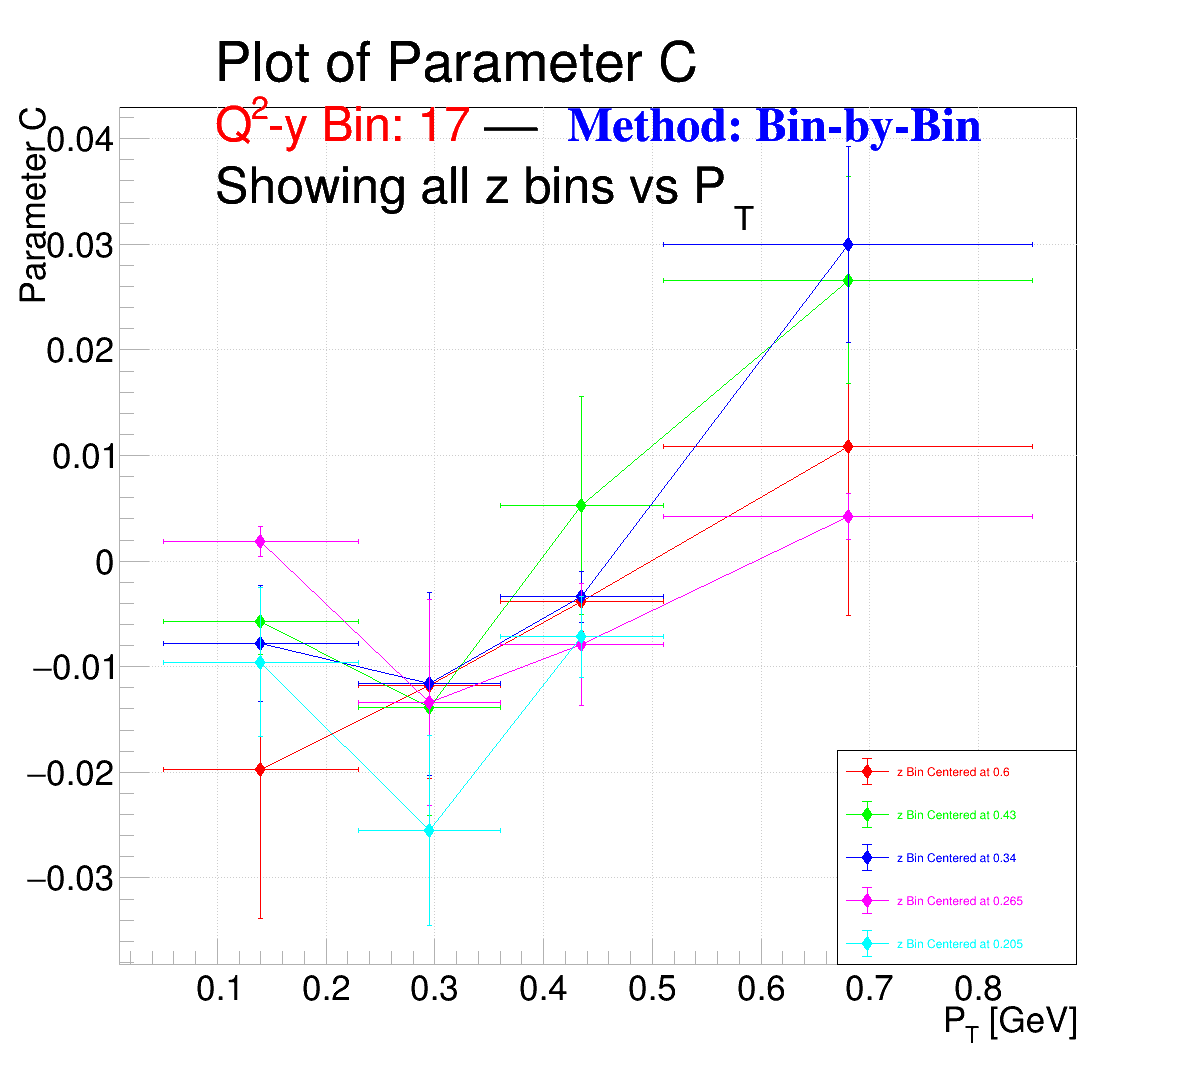 Plot of Parameter C
Q²-y Bin: 17 — Method: Bin-by-Bin
Showing all z bins vs P_T
Parameter C
0.04
0.03
0.02
0.01
0
−0.01
−0.02
−0.03
z Bin Centered at 0.6
z Bin Centered at 0.43
z Bin Centered at 0.34
z Bin Centered at 0.265
z Bin Centered at 0.205
0.1 0.2 0.3 0.4 0.5 0.6 0.7 0.8
P_T [GeV]